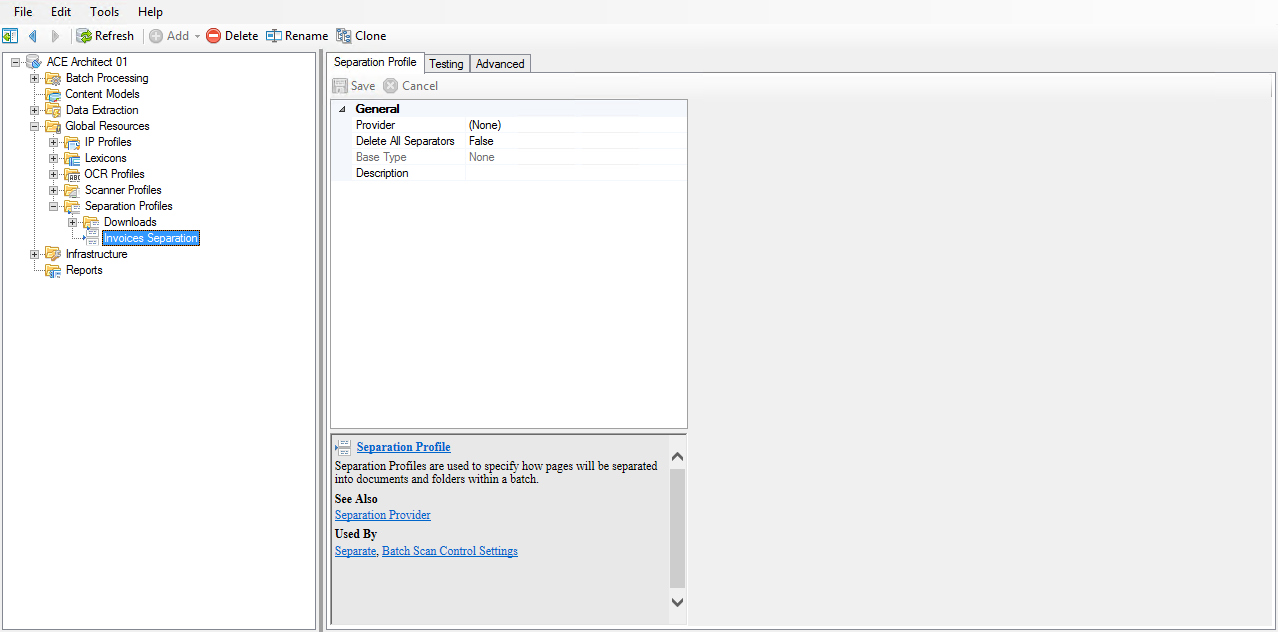 File Edit Tools Help
Refresh Add Delete Rename Clone
ACE Architect 01
Batch Processing
Content Models
Data Extraction
Global Resources
IP Profiles
Lexicons
OCR Profiles
Scanner Profiles
Separation Profiles
Downloads
Invoices Separation
Infrastructure
Reports
Separation Profile Testing Advanced
Save Cancel
General
Provider (None)
Delete All Separators False
Base Type None
Description
Separation Profile
Separation Profiles are used to specify how pages will be separated
into documents and folders within a batch.
See Also
Separation Provider
Used By
Separate, Batch Scan Control Settings